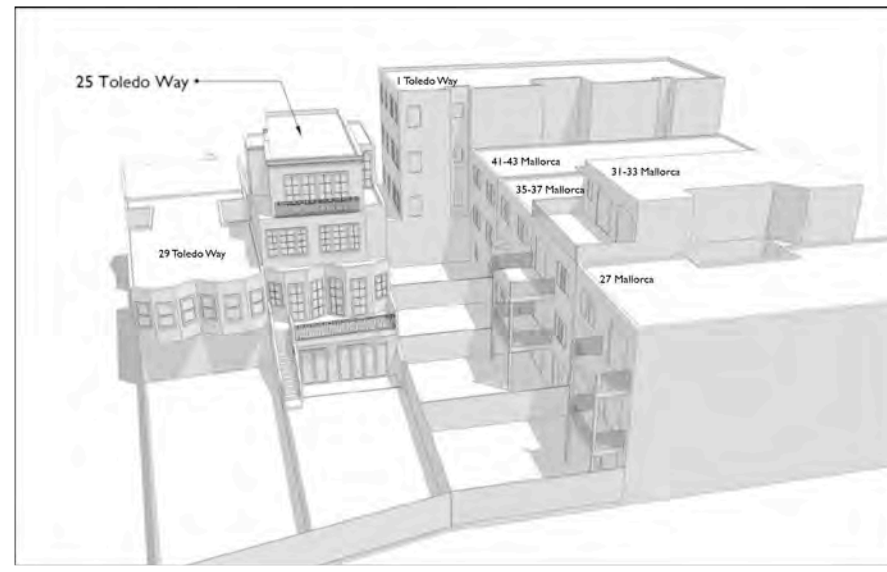 25 Toledo Way
1 Toledo Way
41-43 Mallorca
31-33 Mallorca
35-37 Mallorca
29 Toledo Way
27 Mallorca